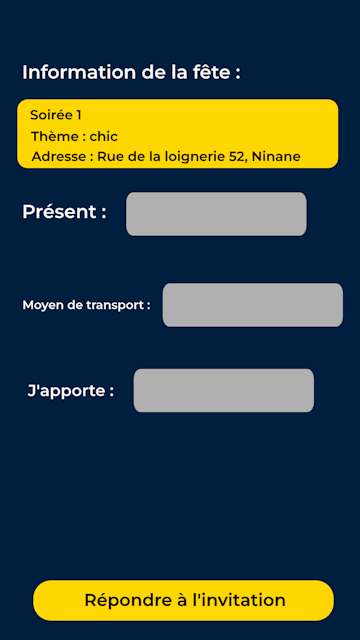 Information de la fête :
Soirée 1
Thème : chic
Adresse : Rue de la loignerie 52, Ninane
Présent :
Moyen de transport :
J'apporte :
Répondre à l'invitation